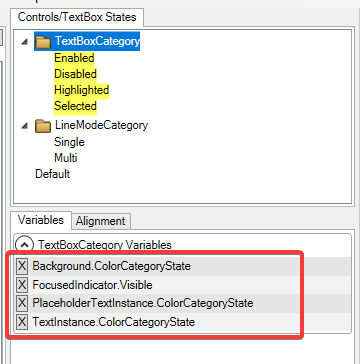 Controls/TextBox States
TextBoxCategory
Enabled
Disabled
Highlighted
Selected
LineModeCategory
Single
Multi
Default
Variables Alignment
TextBoxCategory Variables
X Background.ColorCategoryState
X FocusedIndicator.Visible
X PlaceholderTextInstance.ColorCategoryState
X TextInstance.ColorCategoryState